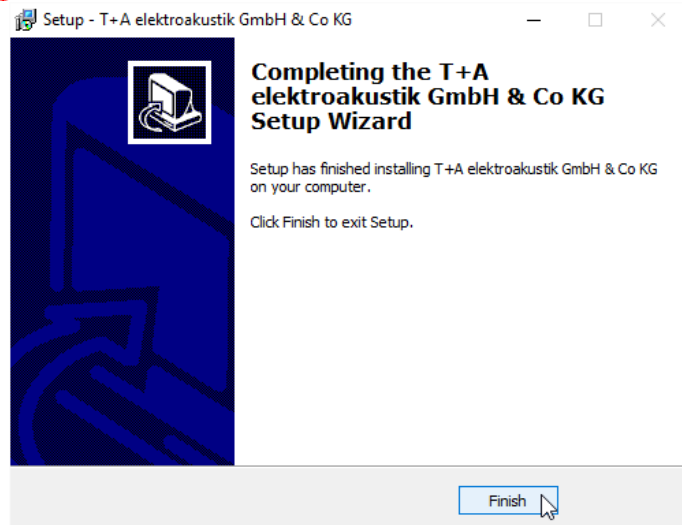 Setup - T+A elektroakustik GmbH & Co KG
Completing the T+A
elektroakustik GmbH & Co KG
Setup Wizard
Setup has finished installing T+A elektroakustik GmbH & Co KG
on your computer.
Click Finish to exit Setup.
Finish